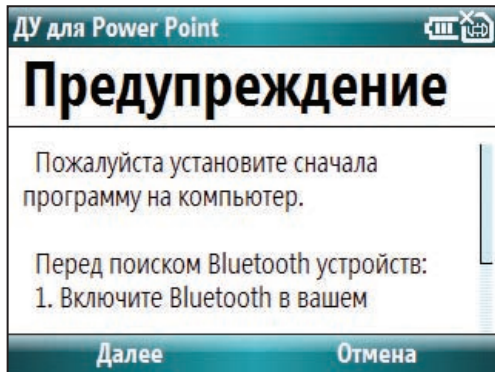 ДУ для Power Point
Предупреждение
Пожалуйста установите сначала
программу на компьютер.
Перед поиском Bluetooth устройств:
1. Включите Bluetooth в вашем
Далее Отмена